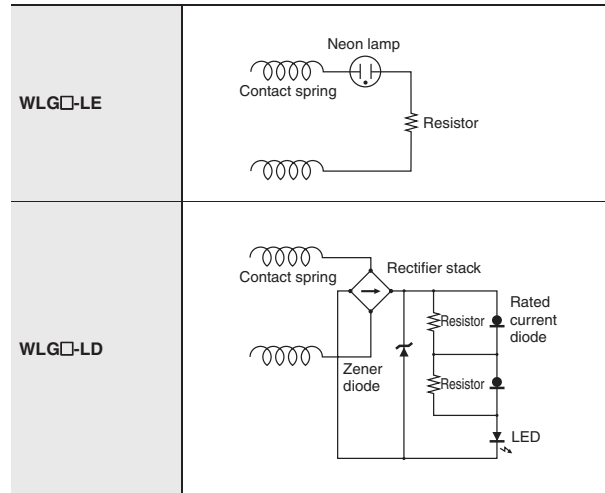 WLG□-LE
Neon lamp
Contact spring
Resistor
WLG□-LD
Contact spring
Rectifier stack
Resistor
Rated
current
diode
Zener
diode
Resistor
LED